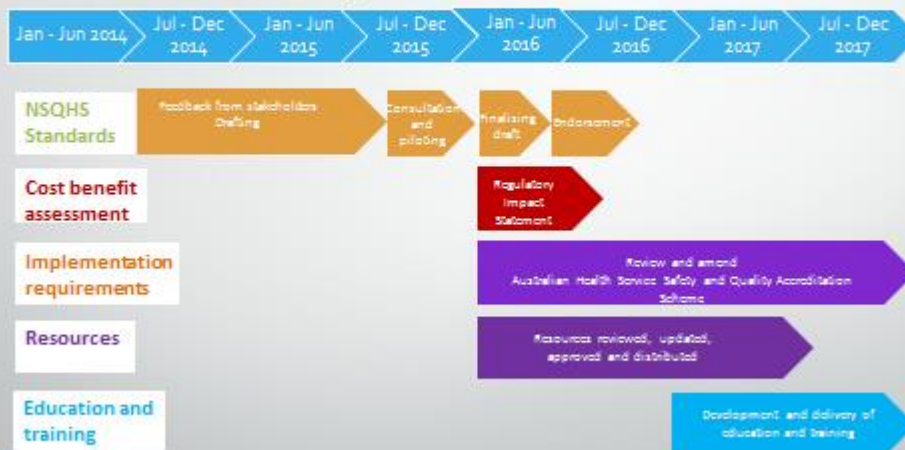 Jan - Jun 2014
Jul - Dec
2014
Jan - Jun
2015
Jul - Dec
2015
Jan - Jun
2016
Jul - Dec
2016
Jan - Jun
2017
Jul - Dec
2017
NSQHS
Standards
Feedback from stakeholders
Drafting
Consultation
and
piloting
Finalising
draft
Endorsement
Cost benefit
assessment
Regulatory
Impact
Statement
Implementation
requirements
Review and amend
Australian Health Service Safety and Quality Accreditation
Scheme
Resources
Resources reviewed, updated,
approved and distributed
Education and
training
Development and delivery of
education and training